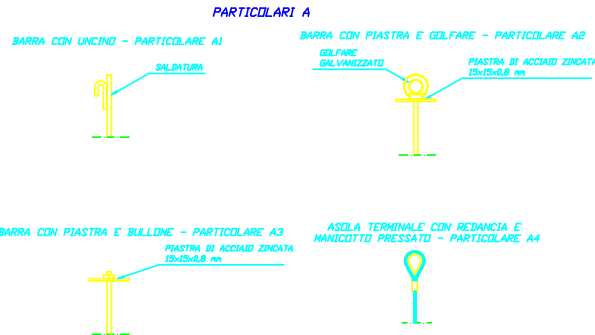 PARTICOLARI A
BARRA CON UNCINO - PARTICOLARE A1
SALDATURA
BARRA CON PIASTRA E GOLFARE - PARTICOLARE A2
GOLFARE
GALVANIZZATO
PIASTRA DI ACCIAIO ZINCATA
15x15x0,8 mm
BARRA CON PIASTRA E BULLONE - PARTICOLARE A3
PIASTRA DI ACCIAIO ZINCATA
15x15x0,8 mm
ASOLA TERMINALE CON REDANCIA E
MANICOTTO PRESSATO - PARTICOLARE A4